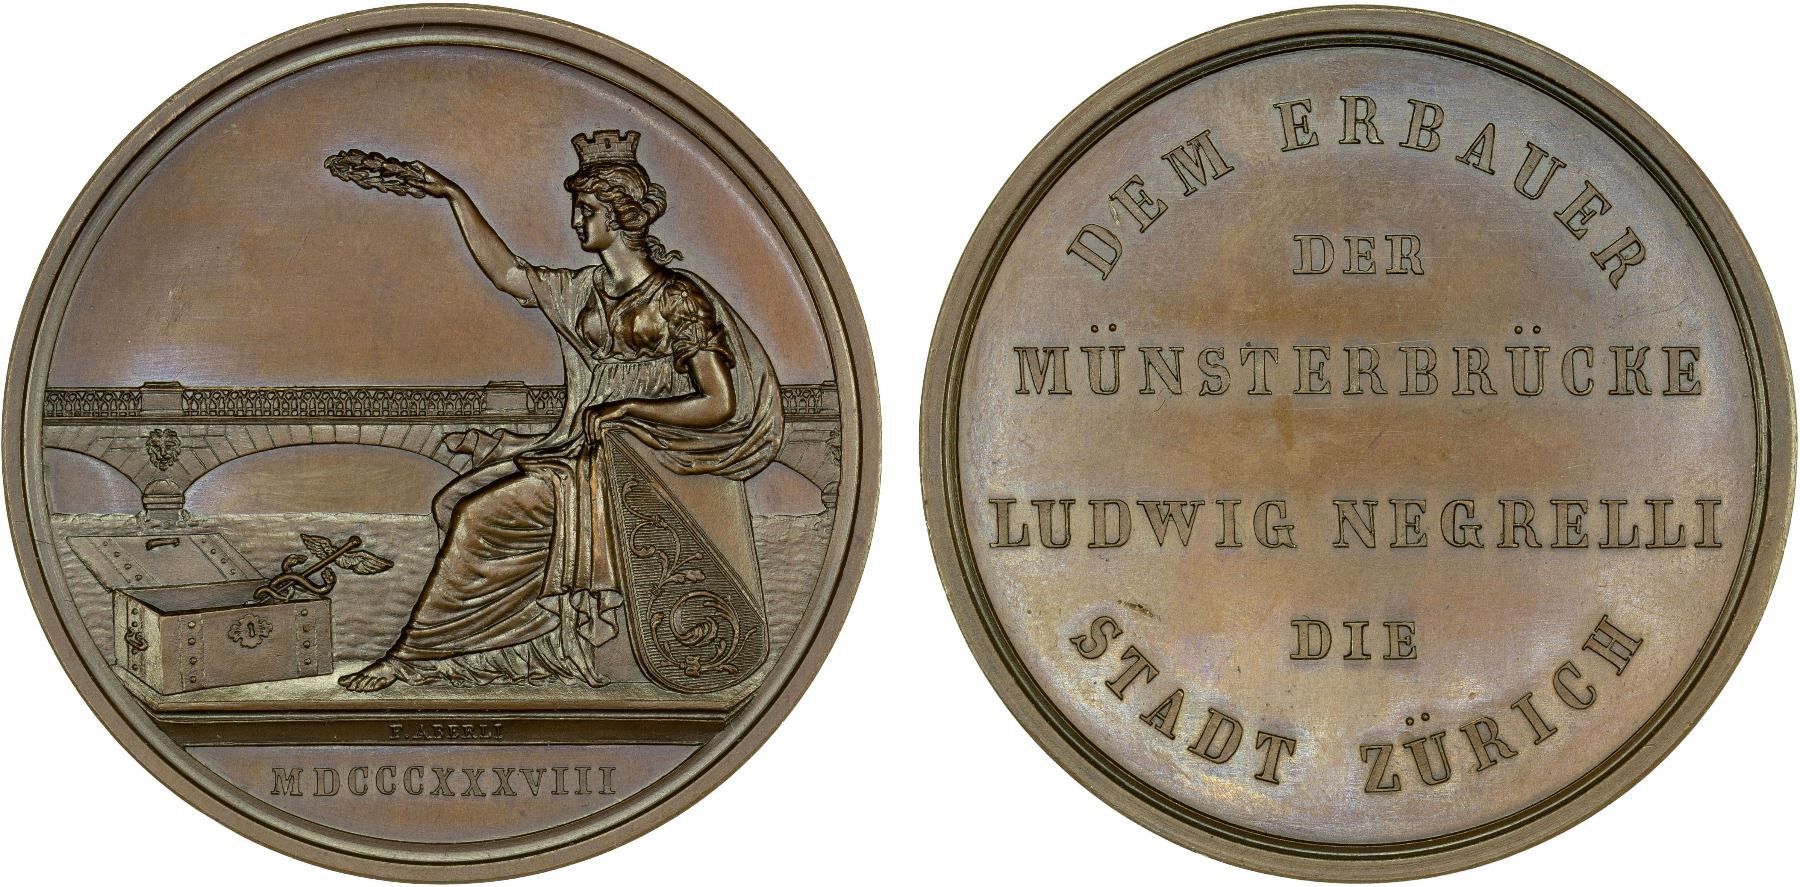 F. ABERLI
MDCCCXXXVIII
DEM ERBAUER
DER
MÜNSTERBRÜCKE
LUDWIG NEGRELLI
DIE
STADT ZÜRICH